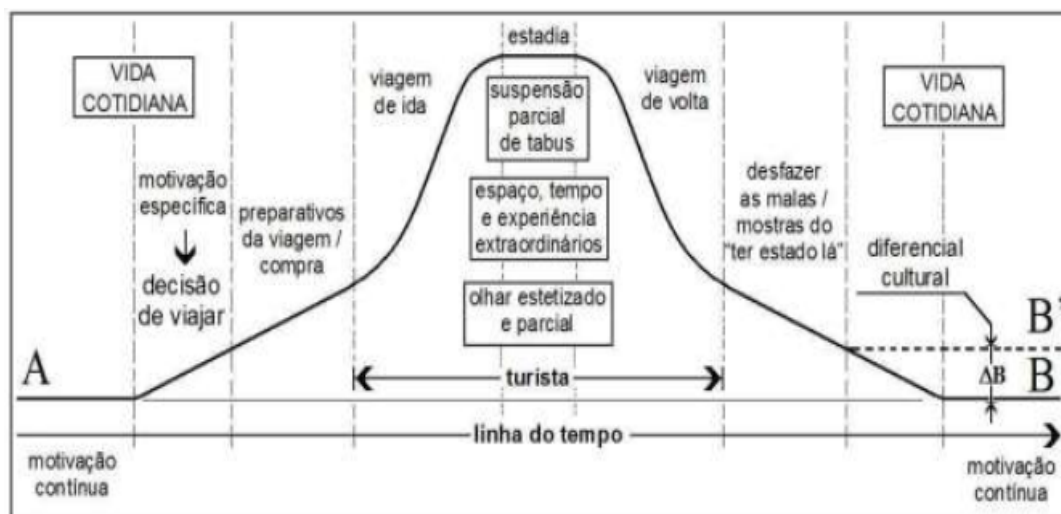 VIDA
COTIDIANA
motivação
específica
decisão
de viajar
preparativos
da viagem /
compra
viagem
de ida
estadia
suspensão
parcial
de tabus
espaço, tempo
e experiência
extraordinários
olhar estetizado
e parcial
turista
viagem
de volta
desfazer
as malas /
mostras do
"ter estado lá"
VIDA
COTIDIANA
diferencial
cultural
A
B'
ΔB
B
linha do tempo
motivação
contínua
motivação
contínua